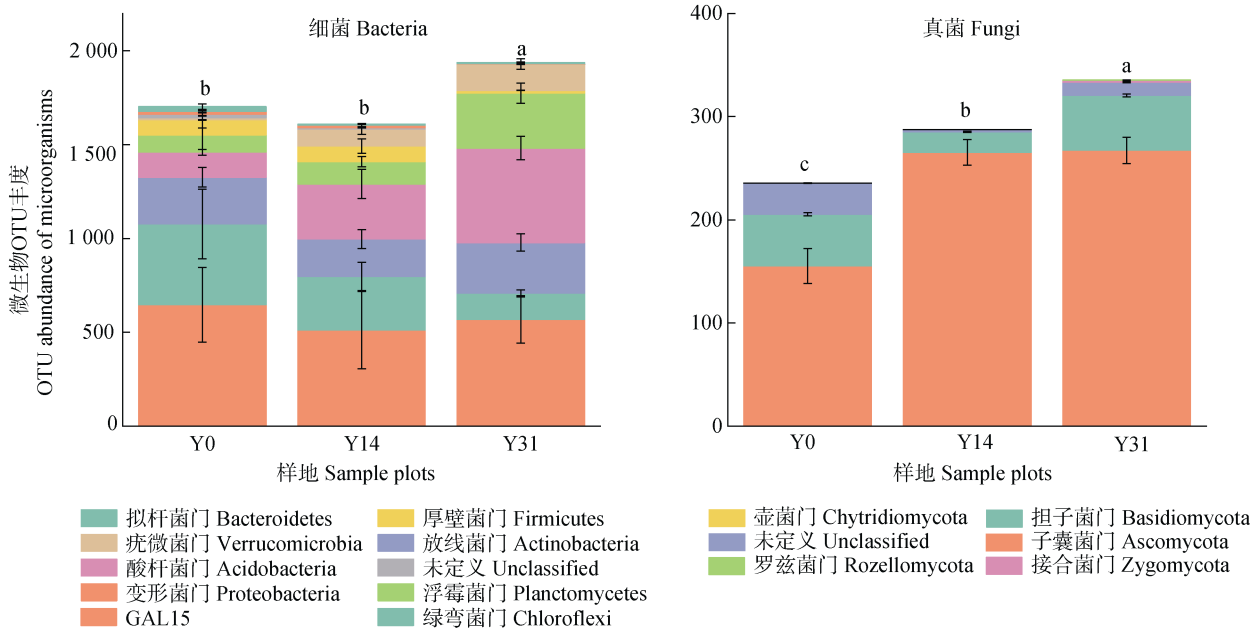 细菌 Bacteria
2 000
1 500
1 000
500
0
b
b
a
Y0
Y14
Y31
微生物OTU丰度
OTU abundance of microorganisms
样地 Sample plots
拟杆菌门 Bacteroidetes
疣微菌门 Verrucomicrobia
酸杆菌门 Acidobacteria
变形菌门 Proteobacteria
GAL15
厚壁菌门 Firmicutes
放线菌门 Actinobacteria
未定义 Unclassified
浮霉菌门 Planctomycetes
绿弯菌门 Chloroflexi
真菌 Fungi
400
300
200
100
0
c
b
a
Y0
Y14
Y31
样地 Sample plots
壶菌门 Chytridiomycota
未定义 Unclassified
罗兹菌门 Rozellomycota
担子菌门 Basidiomycota
子囊菌门 Ascomycota
接合菌门 Zygomycota